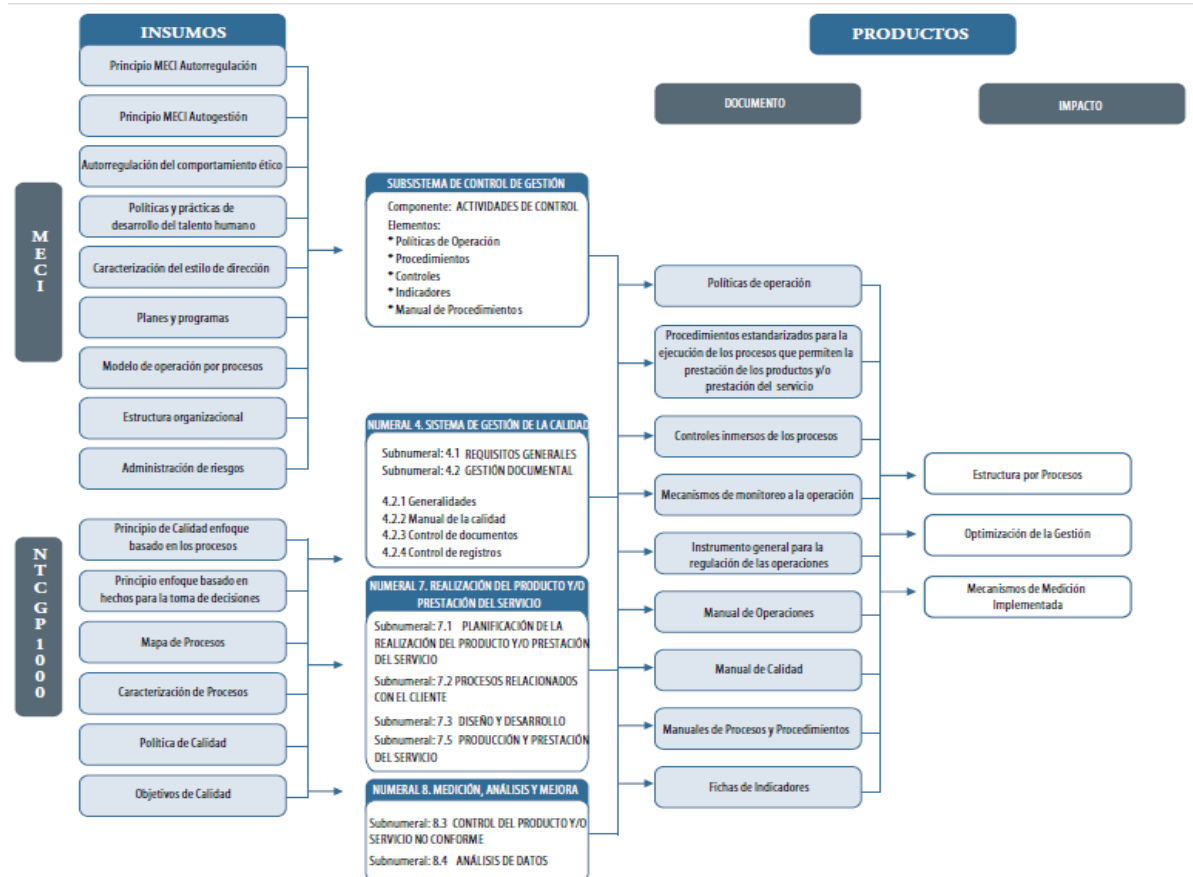 INSUMOS
Principio MECI Autorregulación
Principio MECI Autogestión
Autorregulación del comportamiento ético
Políticas y prácticas de
desarrollo del talento humano
Caracterización del estilo de dirección
Planes y programas
Modelo de operación por procesos
Estructura organizacional
Administración de riesgos
MECI
Principio de Calidad enfoque
basado en los procesos
Principio enfoque basado en
hechos para la toma de decisiones
Mapa de Procesos
Caracterización de Procesos
Política de Calidad
Objetivos de Calidad
NTCGP1000
SUBSISTEMA DE CONTROL DE GESTIÓN
Componente: ACTIVIDADES DE CONTROL
Elementos:
* Políticas de Operación
* Procedimientos
* Controles
* Indicadores
* Manual de Procedimientos
NUMERAL 4. SISTEMA DE GESTIÓN DE LA CALIDAD
Subnumeral: 4.1 REQUISITOS GENERALES
Subnumeral: 4.2 GESTIÓN DOCUMENTAL
4.2.1 Generalidades
4.2.2 Manual de la calidad
4.2.3 Control de documentos
4.2.4 Control de registros
NUMERAL 7. REALIZACIÓN DEL PRODUCTO Y/O
PRESTACIÓN DEL SERVICIO
Subnumeral: 7.1 PLANIFICACIÓN DE LA
REALIZACIÓN DEL PRODUCTO Y/O PRESTACIÓN
DEL SERVICIO
Subnumeral: 7.2 PROCESOS RELACIONADOS
CON EL CLIENTE
Subnumeral: 7.3 DISEÑO Y DESARROLLO
Subnumeral: 7.5 PRODUCCIÓN Y PRESTACIÓN
DEL SERVICIO
NUMERAL 8. MEDICIÓN, ANÁLISIS Y MEJORA
Subnumeral: 8.3 CONTROL DEL PRODUCTO Y/O
SERVICIO NO CONFORME
Subnumeral: 8.4 ANÁLISIS DE DATOS
PRODUCTOS
DOCUMENTO
Políticas de operación
Procedimientos estandarizados para la
ejecución de los procesos que permiten la
prestación de los productos y/o
prestación del servicio
Controles inmersos de los procesos
Mecanismos de monitoreo a la operación
Instrumento general para la
regulación de las operaciones
Manual de Operaciones
Manual de Calidad
Manuales de Procesos y Procedimientos
Fichas de Indicadores
IMPACTO
Estructura por Procesos
Optimización de la Gestión
Mecanismos de Medición
Implementada